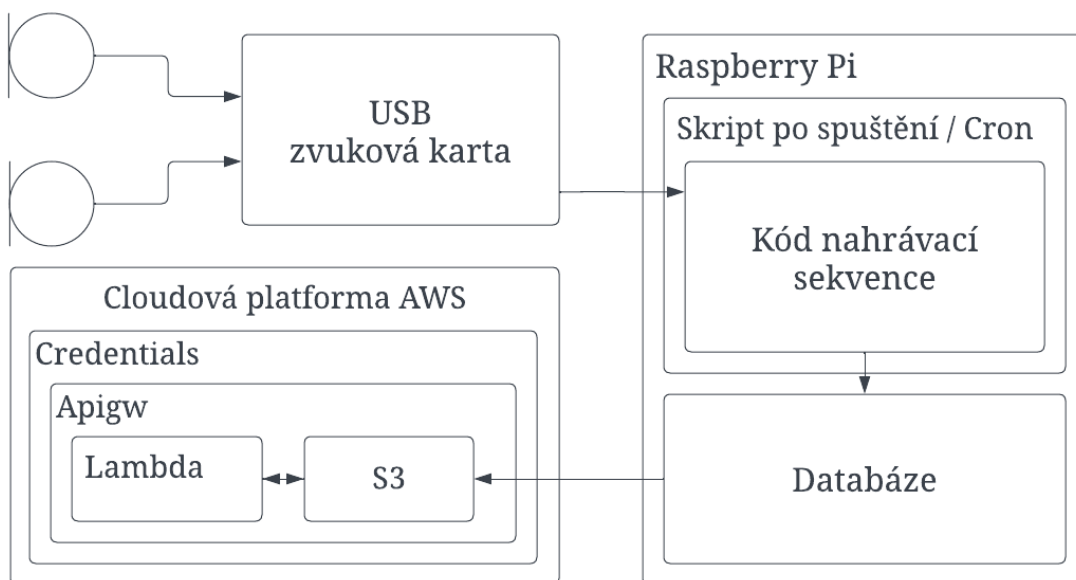 USB
zvuková karta
Raspberry Pi
Skript po spuštění / Cron
Kód nahrávací
sekvence
Cloudová platforma AWS
Credentials
Apigw
Lambda
S3
Databáze